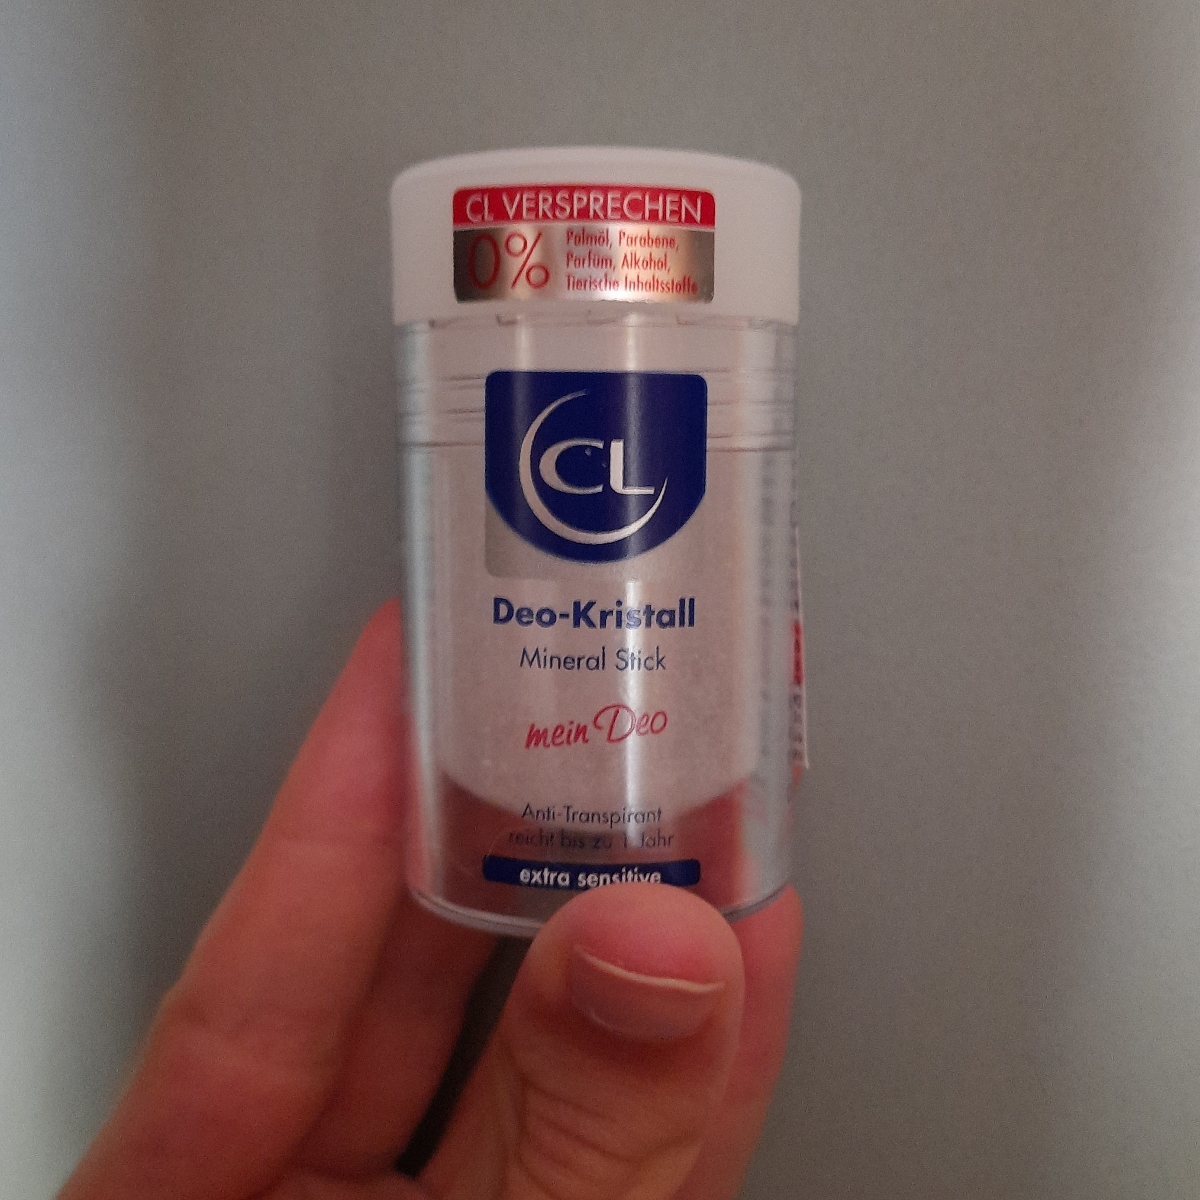 CL VERSPRECHEN
0%
Palmöl, Parabene,
Parfüm, Alkohol,
Tierische Inhaltsstoffe
CL
Deo-Kristall
Mineral Stick
mein Deo
Anti-Transpirant
reicht bis zu 1 Jahr
extra sensitive